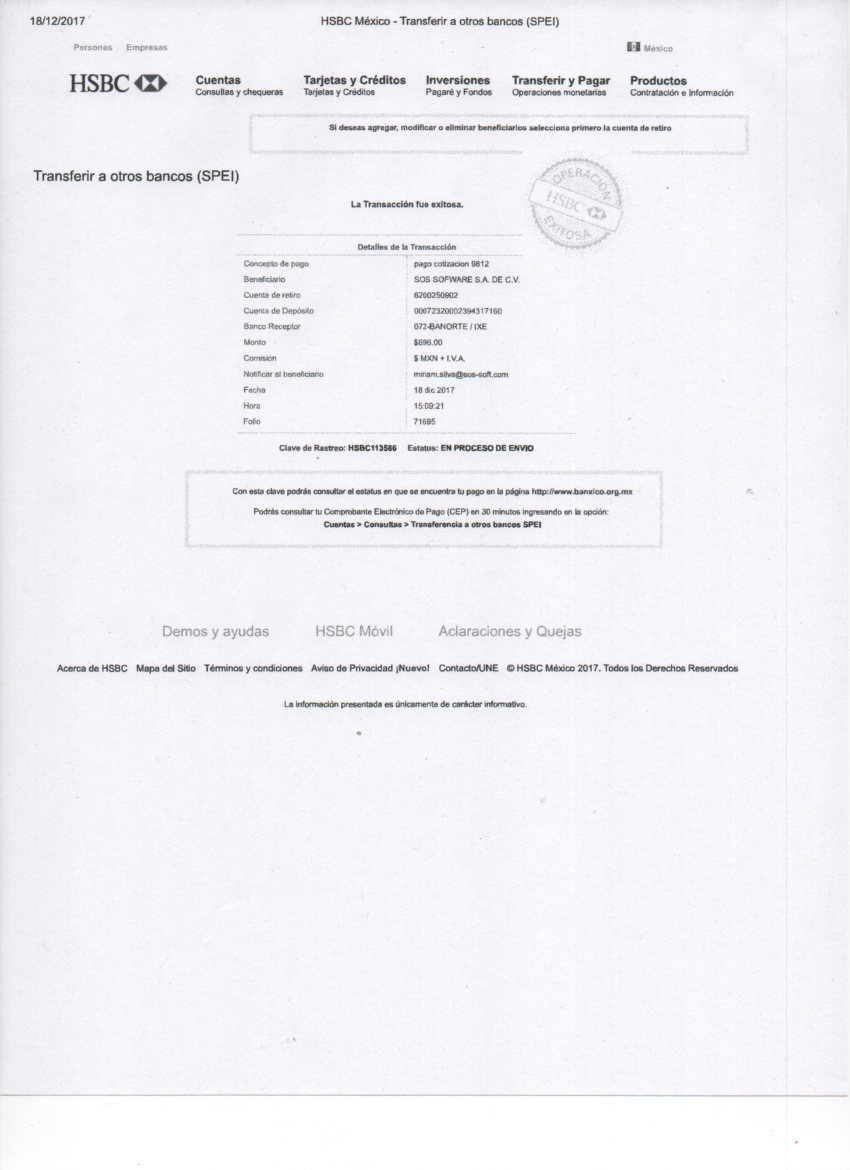 18/12/2017 HSBC México - Transferir a otros bancos (SPEI)
Personas Empresas México
HSBC Cuentas Tarjetas y Créditos Inversiones Transferir y Pagar Productos
Consultas y chequeras Tarjetas y Créditos Pagaré y Fondos Operaciones monetarias Contratación e Información
Si deseas agregar, modificar o eliminar beneficiarios selecciona primero la cuenta de retiro
Transferir a otros bancos (SPEI)
OPERACIÓN
HSBC
EXITOSA
La Transacción fue exitosa.
Detalles de la Transacción
Concepto de pago pago cotizacion 9812
Beneficiario SOS SOFWARE S.A. DE C.V.
Cuenta de retiro 6200250902
Cuenta de Depósito 00072320002394317160
Banco Receptor 072-BANORTE / IXE
Monto $696.00
Comisión $ MXN + I.V.A.
Notificar al beneficiario miriam.silva@sos-soft.com
Fecha 18 dic 2017
Hora 15:09:21
Folio 71695
Clave de Rastreo: HSBC113586 Estatus: EN PROCESO DE ENVIO
Con esta clave podrás consultar el estatus en que se encuentra tu pago en la página http://www.banxico.org.mx
Podrás consultar tu Comprobante Electrónico de Pago (CEP) en 30 minutos ingresando en la opción:
Cuentas > Consultas > Transferencia a otros bancos SPEI
Demos y ayudas HSBC Móvil Aclaraciones y Quejas
Acerca de HSBC Mapa del Sitio Términos y condiciones Aviso de Privacidad ¡Nuevo! Contacto/UNE © HSBC México 2017. Todos los Derechos Reservados
La información presentada es únicamente de carácter informativo.